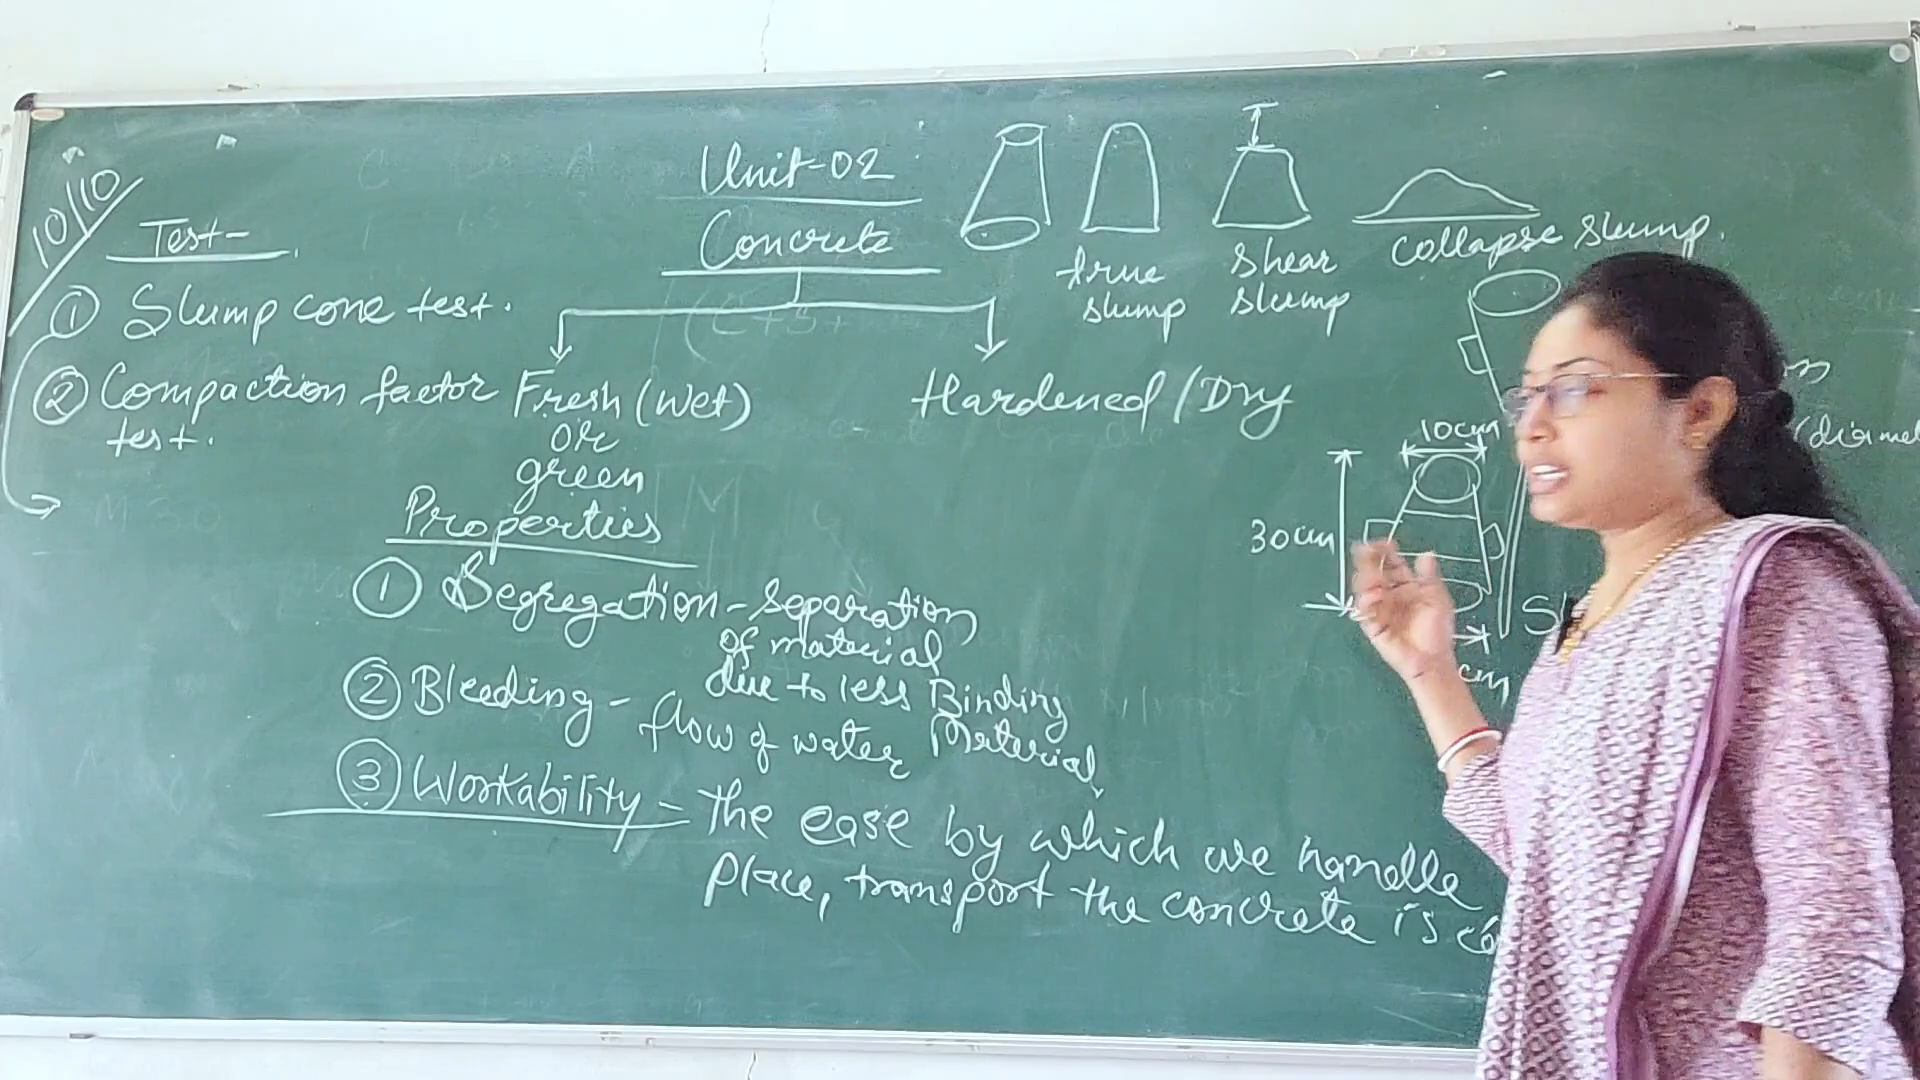 10/10
Test-
① Slump cone test.
② Compaction factor
test.
Unit-02
Concrete
Fresh (wet)
or
green
Hardened / Dry
Properties
① Segregation - separation
of material
due to less Binding
Material
② Bleeding - flow of water
③ Workability - The ease by which we handle
Place, transport the concrete is
true
slump
shear
slump
collapse slump.
10cm
30cm
cm
(diamet